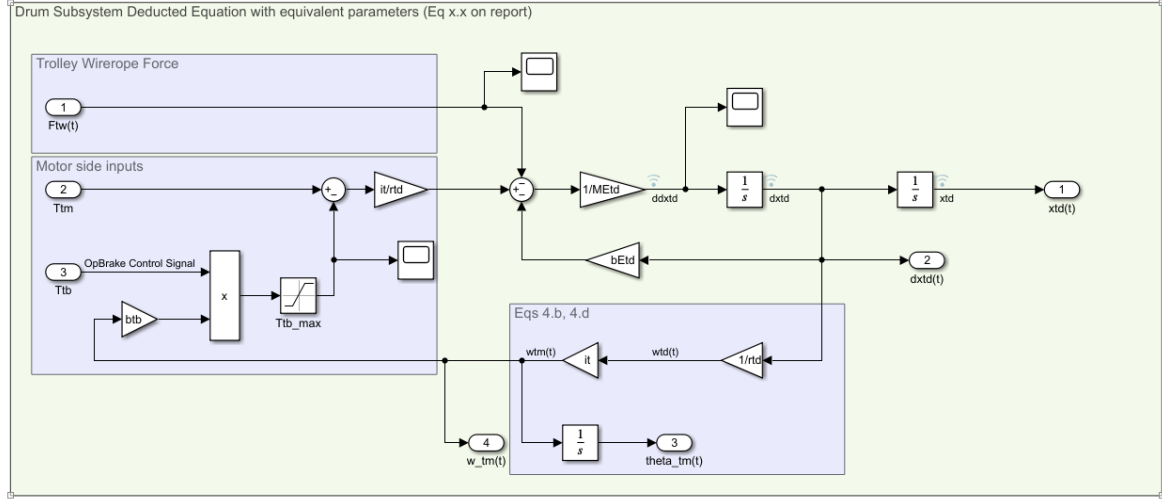 Drum Subsystem Deducted Equation with equivalent parameters (Eq x.x on report)
Trolley Wirerope Force
1
Ftw(t)
Motor side inputs
2
Ttm
+
-
it/rtd
+
-
-
1/MEtd
ddxtd
1
s
dxtd
1
s
xtd
1
xtd(t)
3
Ttb
OpBrake Control Signal
x
btb
Ttb_max
bEtd
2
dxtd(t)
Eqs 4.b, 4.d
wtm(t)
it
wtd(t)
1/rtd
4
w_tm(t)
1
s
3
theta_tm(t)